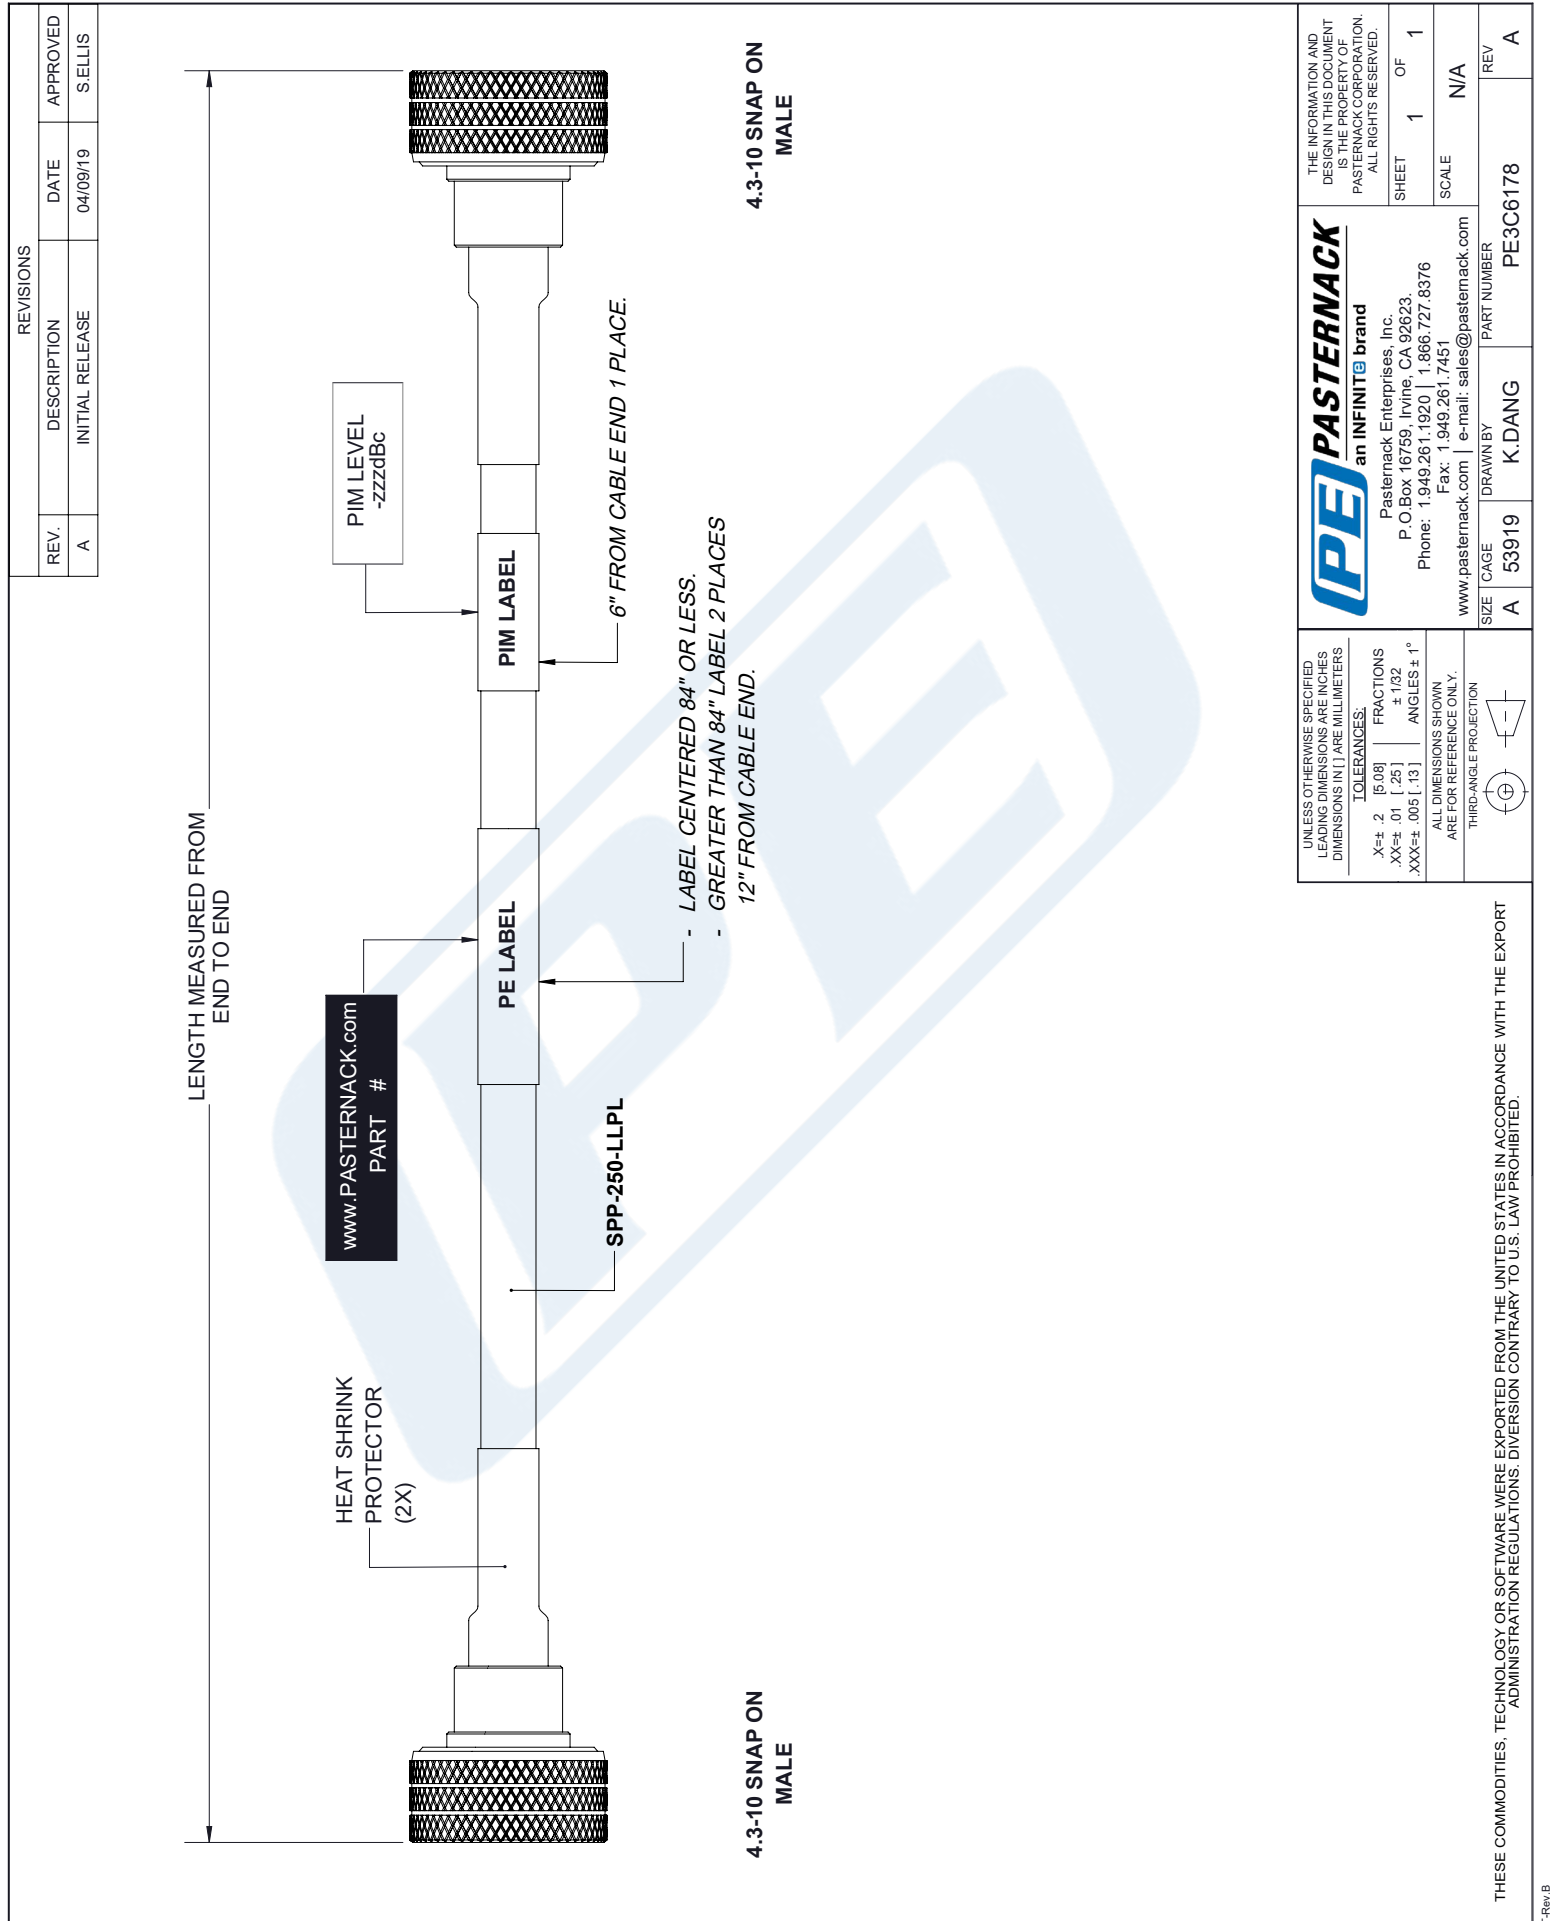 REVISIONS
REV.
DESCRIPTION
DATE
APPROVED
A
INITIAL RELEASE
04/09/19
S.ELLIS
LENGTH MEASURED FROM
END TO END
HEAT SHRINK
PROTECTOR
(2X)
www.PASTERNACK.com
PART #
PIM LEVEL
-zzzdBc
PE LABEL
PIM LABEL
SPP-250-LLPL
6" FROM CABLE END 1 PLACE.
- LABEL CENTERED 84" OR LESS.
- GREATER THAN 84" LABEL 2 PLACES
12" FROM CABLE END.
4.3-10 SNAP ON
MALE
4.3-10 SNAP ON
MALE
THESE COMMODITIES, TECHNOLOGY OR SOFTWARE WERE EXPORTED FROM THE UNITED STATES IN ACCORDANCE WITH THE EXPORT
ADMINISTRATION REGULATIONS. DIVERSION CONTRARY TO U.S. LAW PROHIBITED.
UNLESS OTHERWISE SPECIFIED
LEADING DIMENSIONS ARE INCHES
DIMENSIONS IN [ ] ARE MILLIMETERS
TOLERANCES:
.X=± .2 [5.08]
.XX=± .01 [ .25 ]
.XXX=± .005 [ .13 ]
FRACTIONS
± 1/32
ANGLES ± 1°
ALL DIMENSIONS SHOWN
ARE FOR REFERENCE ONLY.
THIRD-ANGLE PROJECTION
PE PASTERNACK
an INFINITe brand
Pasternack Enterprises, Inc.
P.O.Box 16759, Irvine, CA 92623.
Phone: 1.949.261.1920 | 1.866.727.8376
Fax: 1.949.261.7451
www.pasternack.com | e-mail: sales@pasternack.com
THE INFORMATION AND
DESIGN IN THIS DOCUMENT
IS THE PROPERTY OF
PASTERNACK CORPORATION.
ALL RIGHTS RESERVED.
SHEET 1 OF 1
SCALE
N/A
SIZE
A
CAGE
53919
DRAWN BY
K.DANG
PART NUMBER
PE3C6178
REV
A
PE
-Rev.B